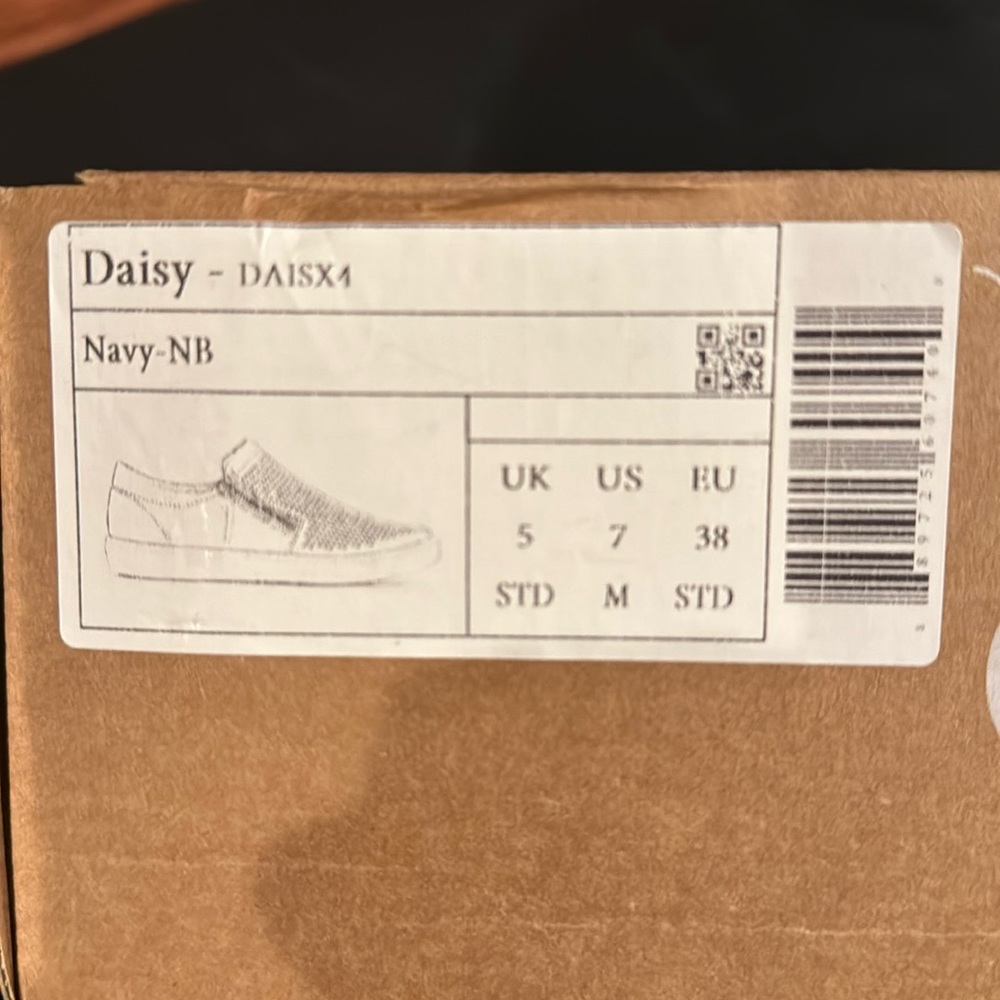 Daisy - DAISX4
Navy-NB
UK US EU
5 7 38
STD M STD